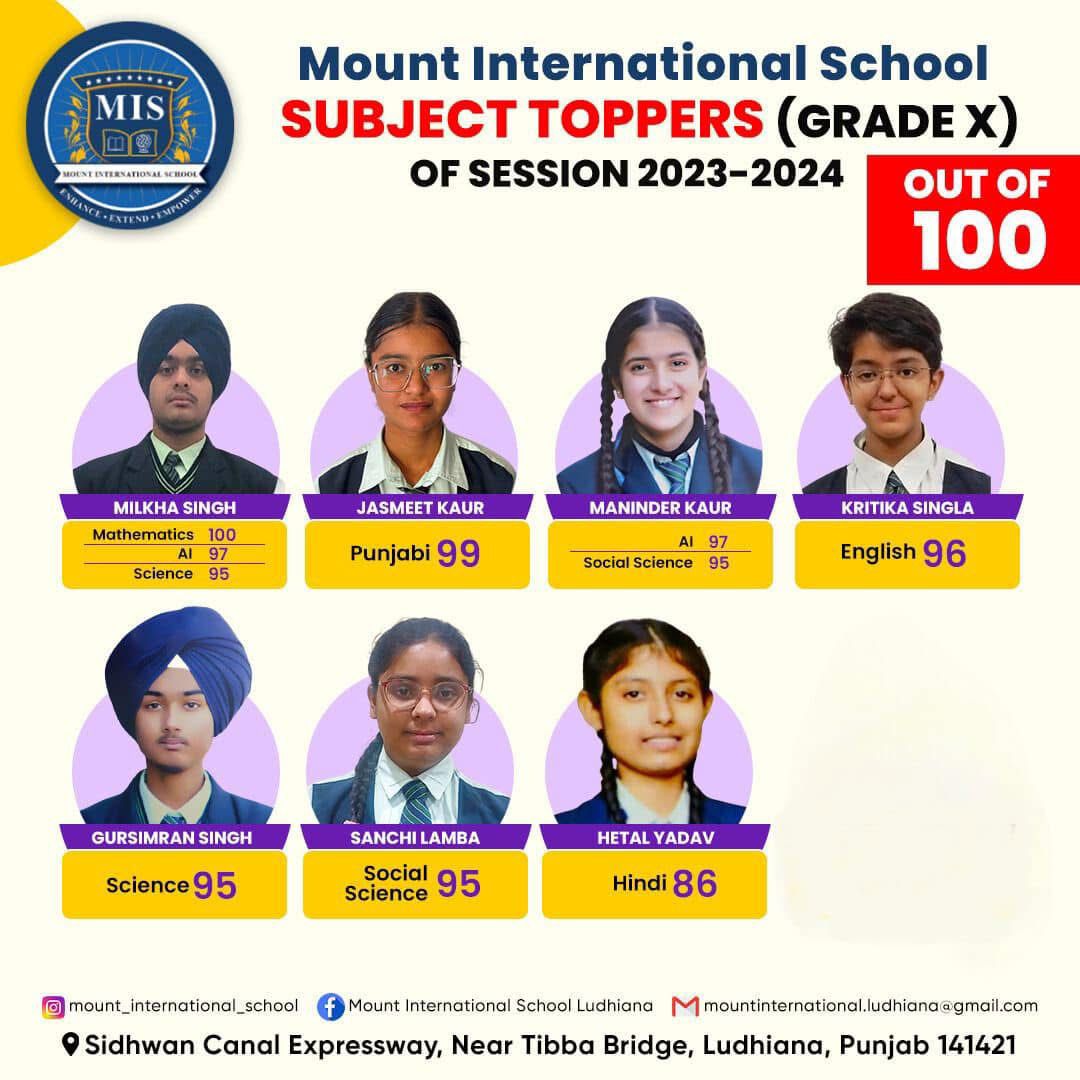 MIS
MOUNT INTERNATIONAL SCHOOL
ENHANCE • EXTEND • EMPOWER
Mount International School
SUBJECT TOPPERS (GRADE X)
OF SESSION 2023-2024
OUT OF
100
MILKHA SINGH
Mathematics 100
AI 97
Science 95
JASMEET KAUR
Punjabi 99
MANINDER KAUR
AI 97
Social Science 95
KRITIKA SINGLA
English 96
GURSIMRAN SINGH
Science 95
SANCHI LAMBA
Social
Science 95
HETAL YADAV
Hindi 86
mount_international_school Mount International School Ludhiana mountinternational.ludhiana@gmail.com
Sidhwan Canal Expressway, Near Tibba Bridge, Ludhiana, Punjab 141421